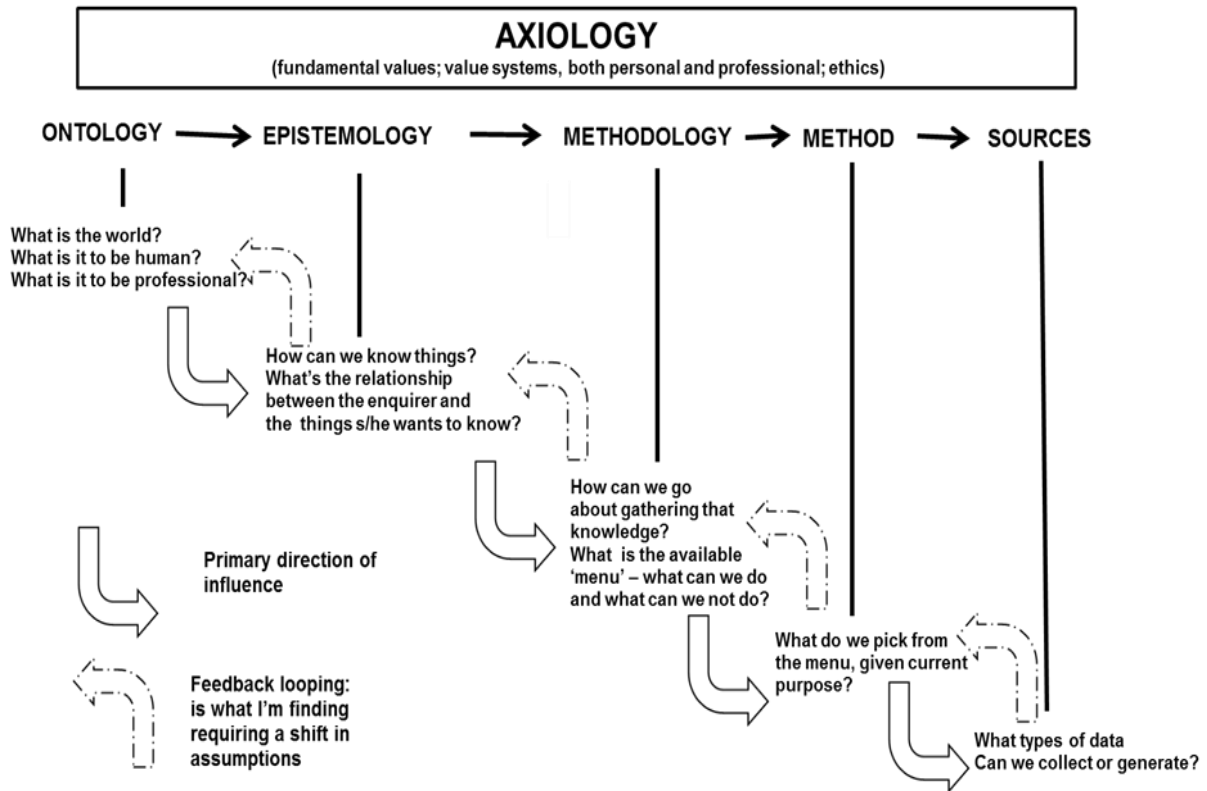 AXIOLOGY
(fundamental values; value systems, both personal and professional; ethics)
ONTOLOGY
EPISTEMOLOGY
METHODOLOGY
METHOD
SOURCES
What is the world?
What is it to be human?
What is it to be professional?
How can we know things?
What's the relationship
between the enquirer and
the things s/he wants to know?
How can we go
about gathering that
knowledge?
What is the available
‘menu’ – what can we do
and what can we not do?
Primary direction of
influence
What do we pick from
the menu, given current
purpose?
Feedback looping:
is what I'm finding
requiring a shift in
assumptions
What types of data
Can we collect or generate?